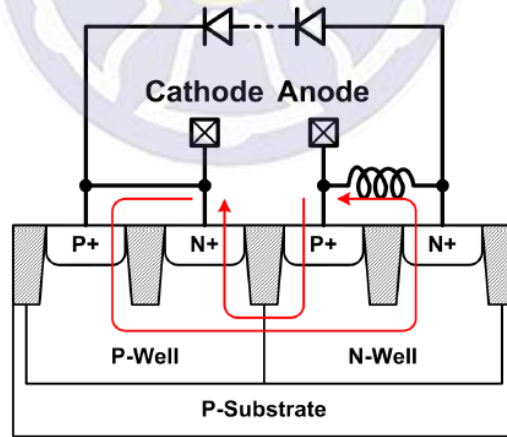 Cathode Anode
P+ N+ P+ N+
P-Well N-Well
P-Substrate